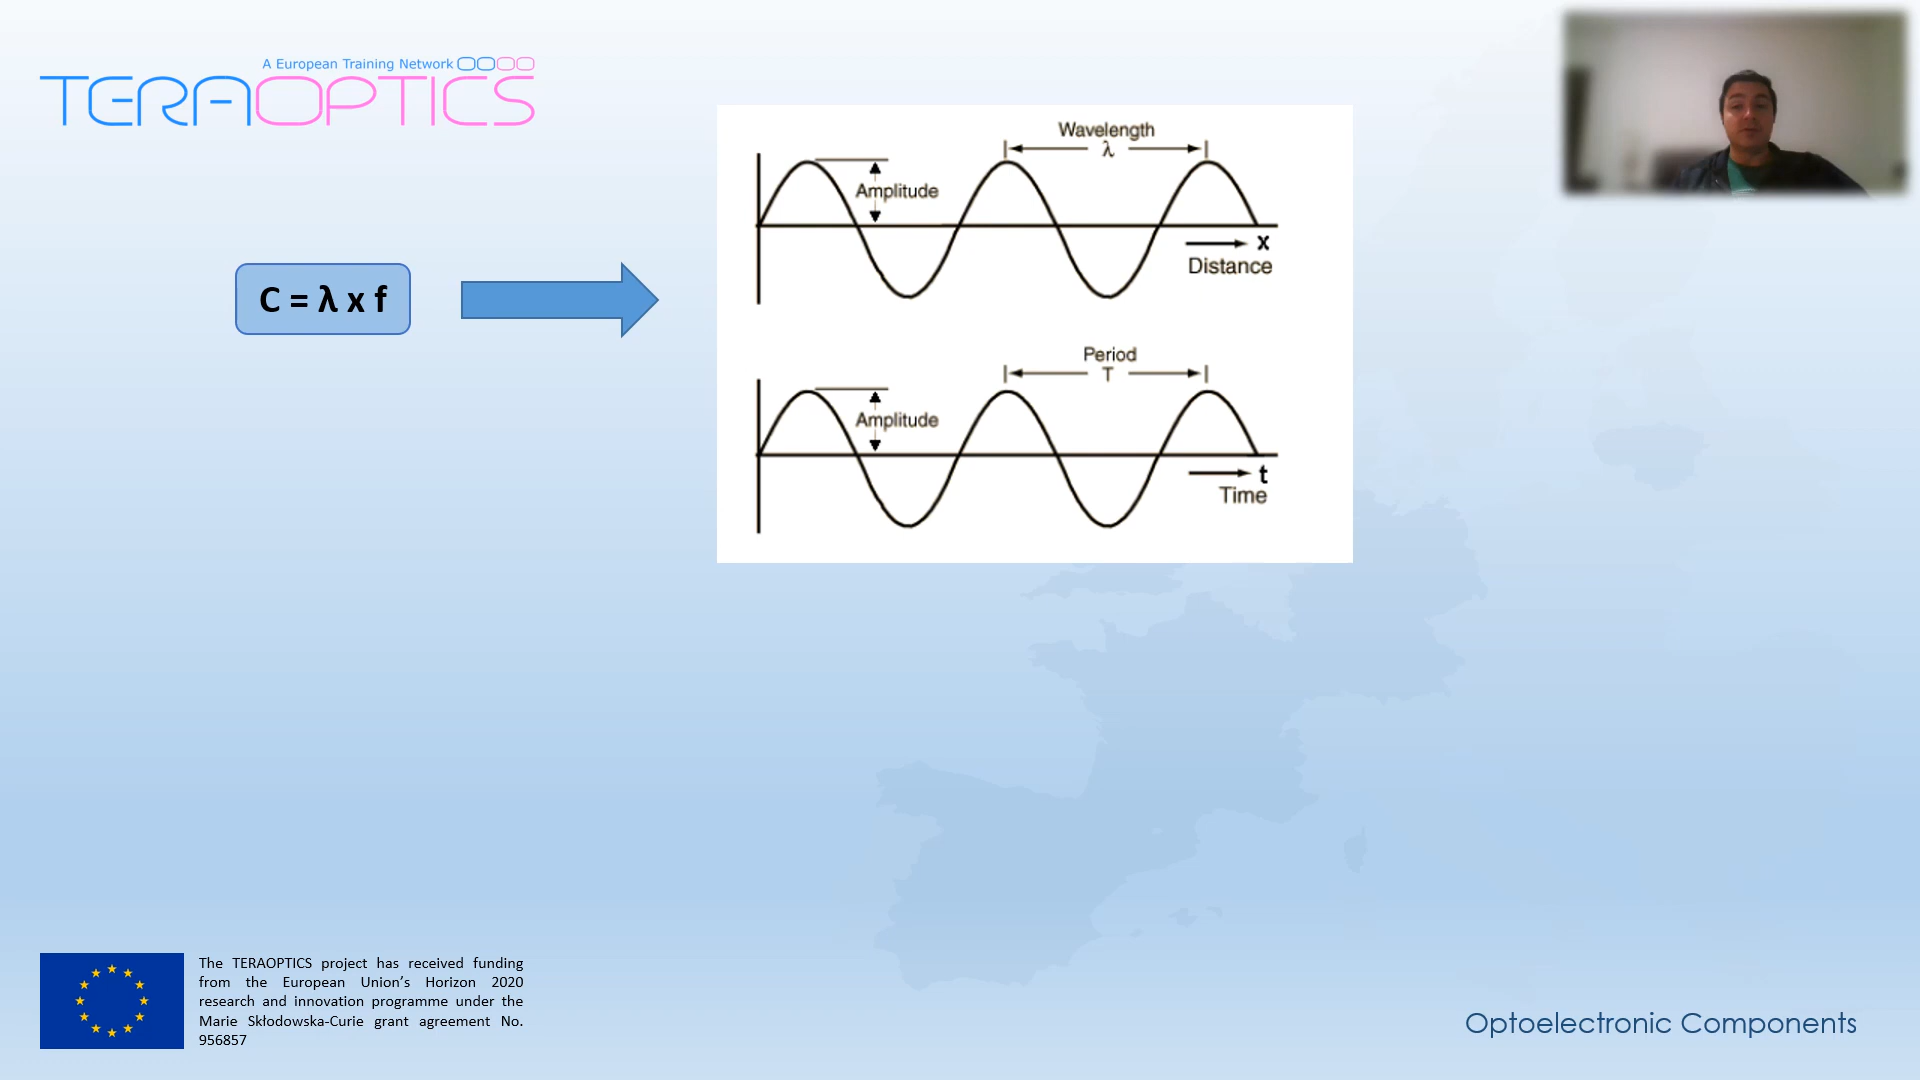 A European Training Network
TERAOPTICS
C = λ x f
Wavelength
λ
Amplitude
x
Distance
Period
T
Amplitude
t
Time
The TERAOPTICS project has received funding
from the European Union’s Horizon 2020
research and innovation programme under the
Marie Skłodowska-Curie grant agreement No.
956857
Optoelectronic Components